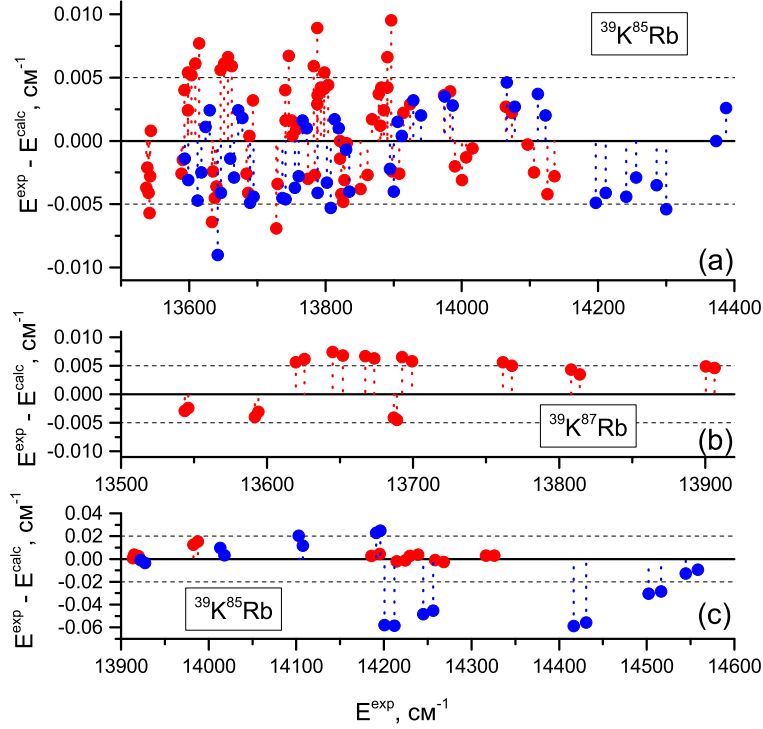 0.010
0.005
0.000
-0.005
-0.010
E^exp - E^calc, см^-1
^39K^85Rb
(a)
13600 13800 14000 14200 14400
0.010
0.005
0.000
-0.005
-0.010
E^exp - E^calc, см^-1
^39K^87Rb
(b)
13500 13600 13700 13800 13900
0.04
0.02
0.00
-0.02
-0.04
-0.06
E^exp - E^calc, см^-1
^39K^85Rb
(c)
13900 14000 14100 14200 14300 14400 14500 14600
E^exp, см^-1